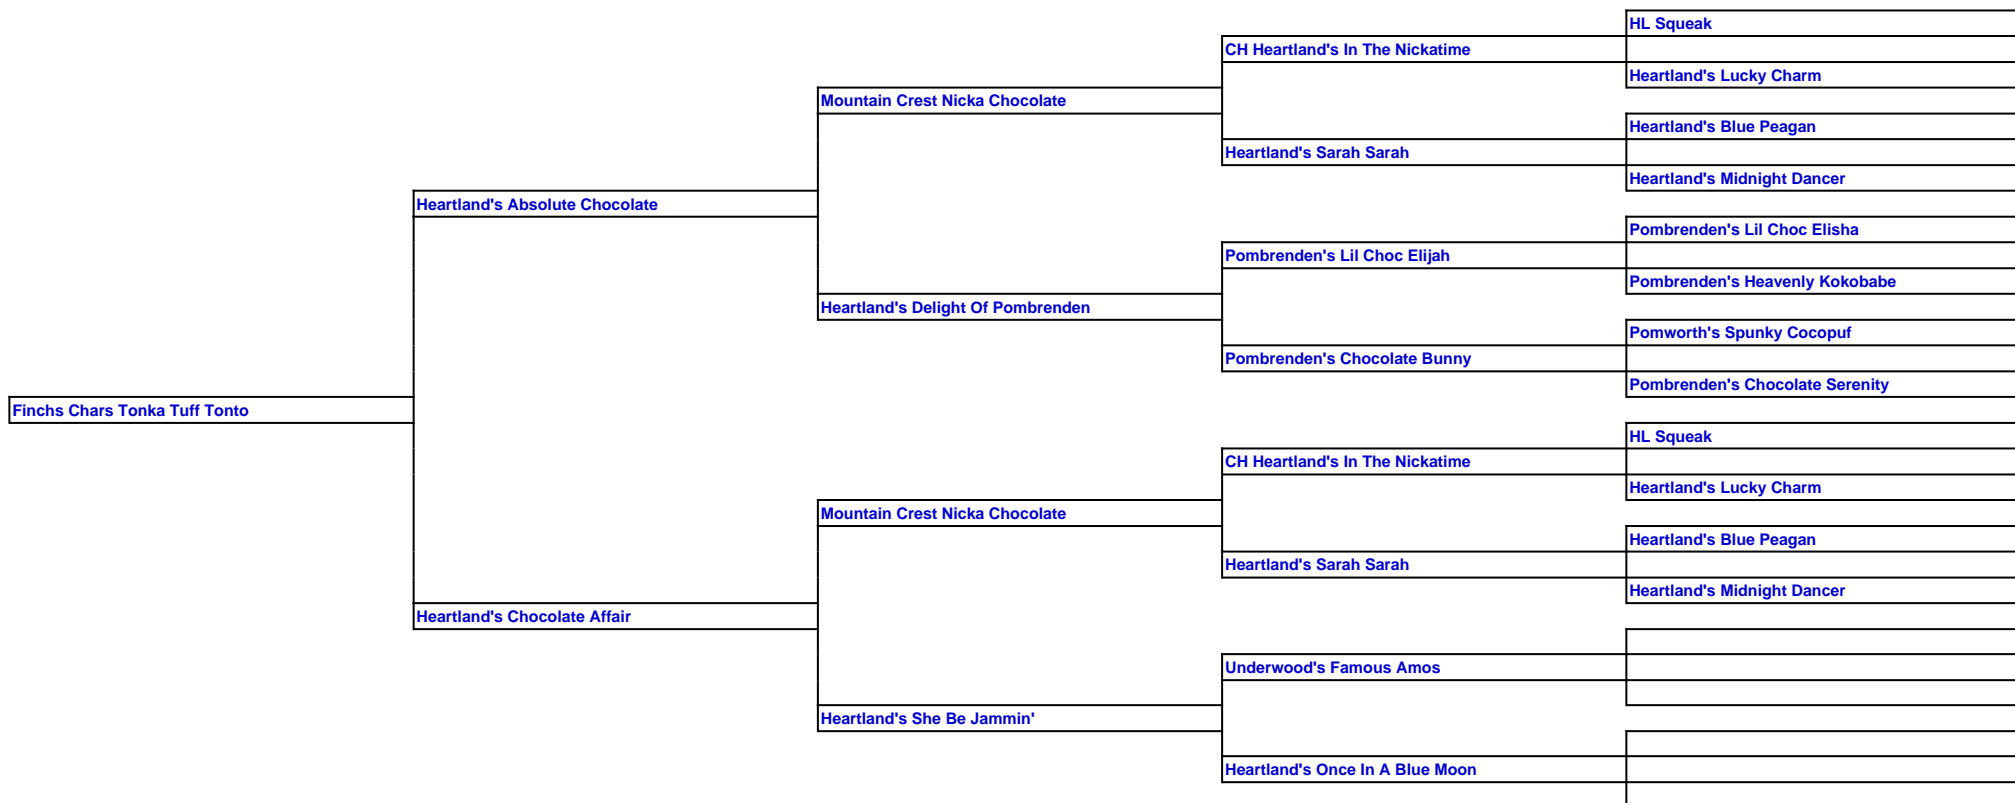 HL Squeak
CH Heartland's In The Nickatime
Heartland's Lucky Charm
Mountain Crest Nicka Chocolate
Heartland's Blue Peagan
Heartland's Sarah Sarah
Heartland's Midnight Dancer
Heartland's Absolute Chocolate
Pombrenden's Lil Choc Elisha
Pombrenden's Lil Choc Elijah
Pombrenden's Heavenly Kokobabe
Heartland's Delight Of Pombrenden
Pomworth's Spunky Cocopuf
Pombrenden's Chocolate Bunny
Pombrenden's Chocolate Serenity
Finchs Chars Tonka Tuff Tonto
HL Squeak
CH Heartland's In The Nickatime
Heartland's Lucky Charm
Mountain Crest Nicka Chocolate
Heartland's Blue Peagan
Heartland's Sarah Sarah
Heartland's Midnight Dancer
Heartland's Chocolate Affair
Underwood's Famous Amos
Heartland's She Be Jammin'
Heartland's Once In A Blue Moon